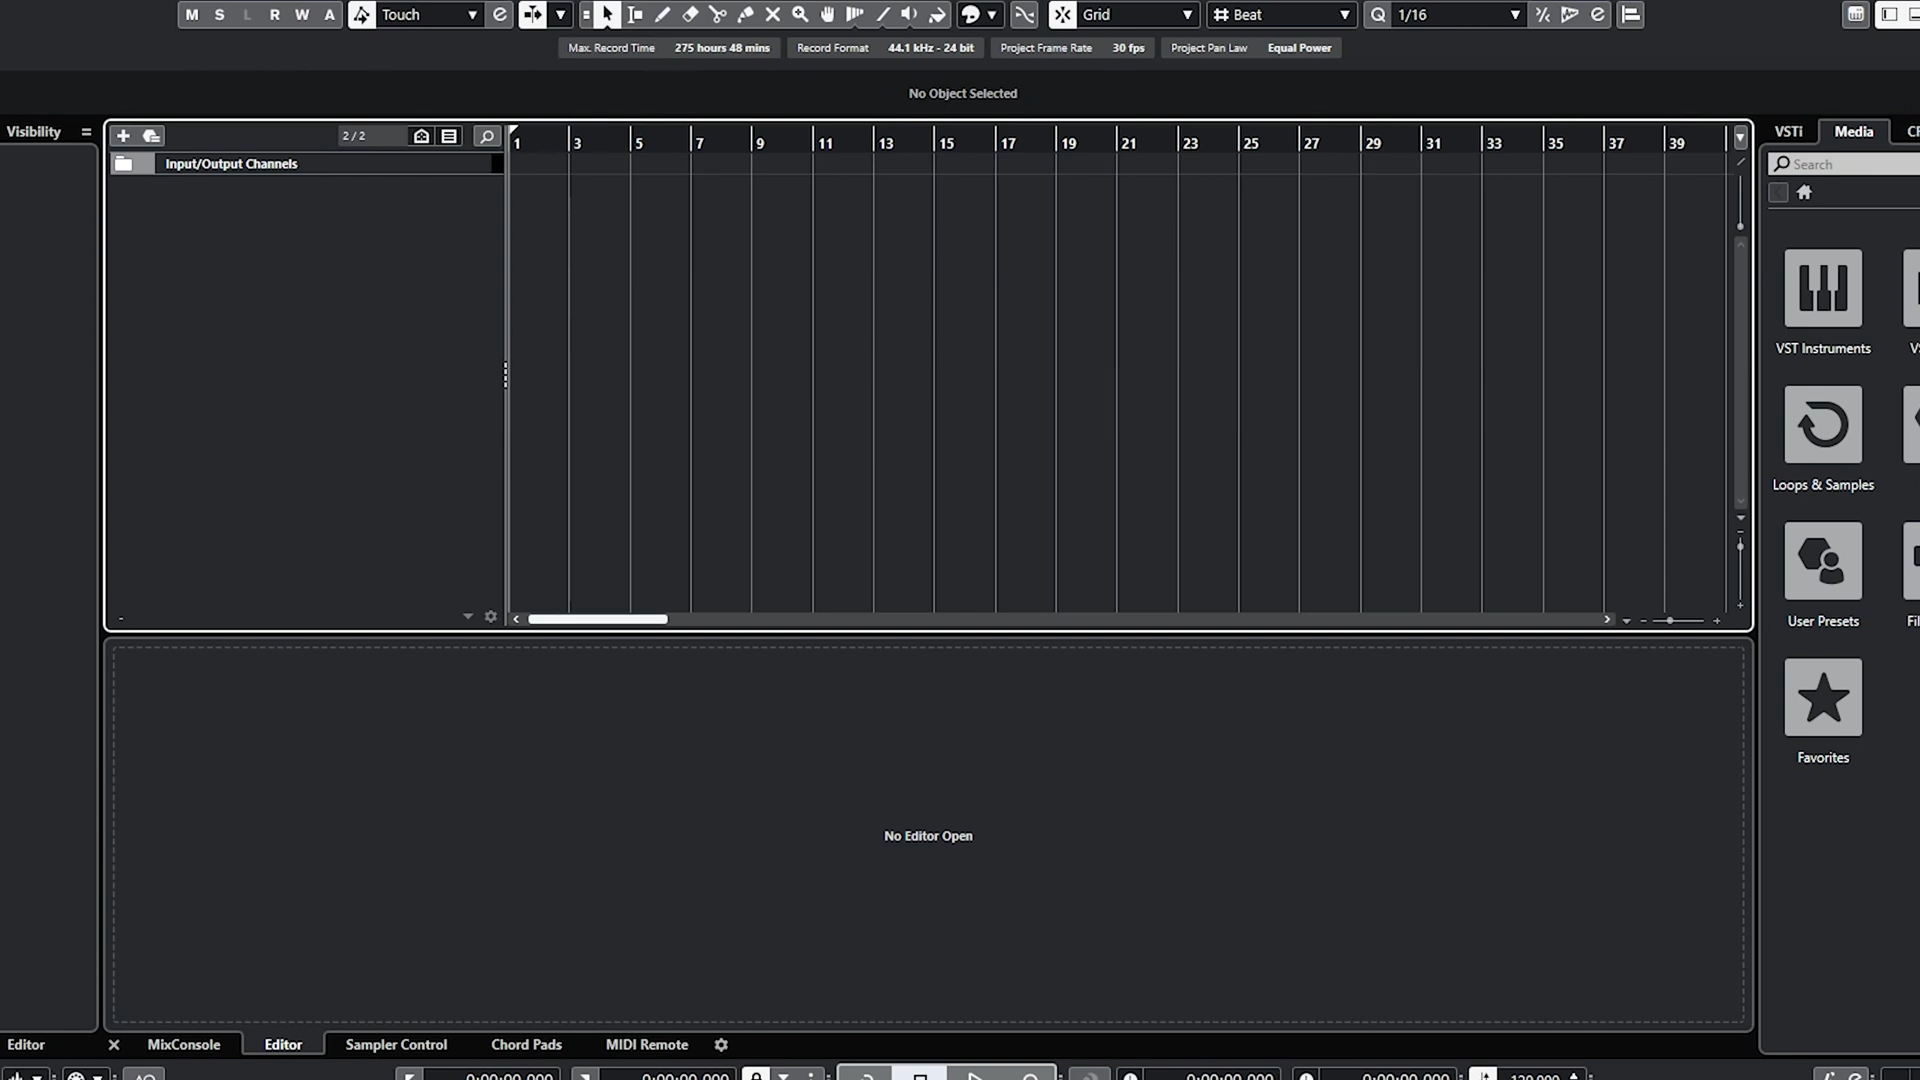 M S L R W A Touch Grid Beat Q 1/16
Max. Record Time 275 hours 48 mins Record Format 44.1 kHz - 24 bit Project Frame Rate 30 fps Project Pan Law Equal Power
No Object Selected
Visibility
2 / 2
1 3 5 7 9 11 13 15 17 19 21 23 25 27 29 31 33 35 37 39
VSTi Media
Input/Output Channels
Search
VST Instruments
Loops & Samples
User Presets
Favorites
No Editor Open
Editor MixConsole Editor Sampler Control Chord Pads MIDI Remote